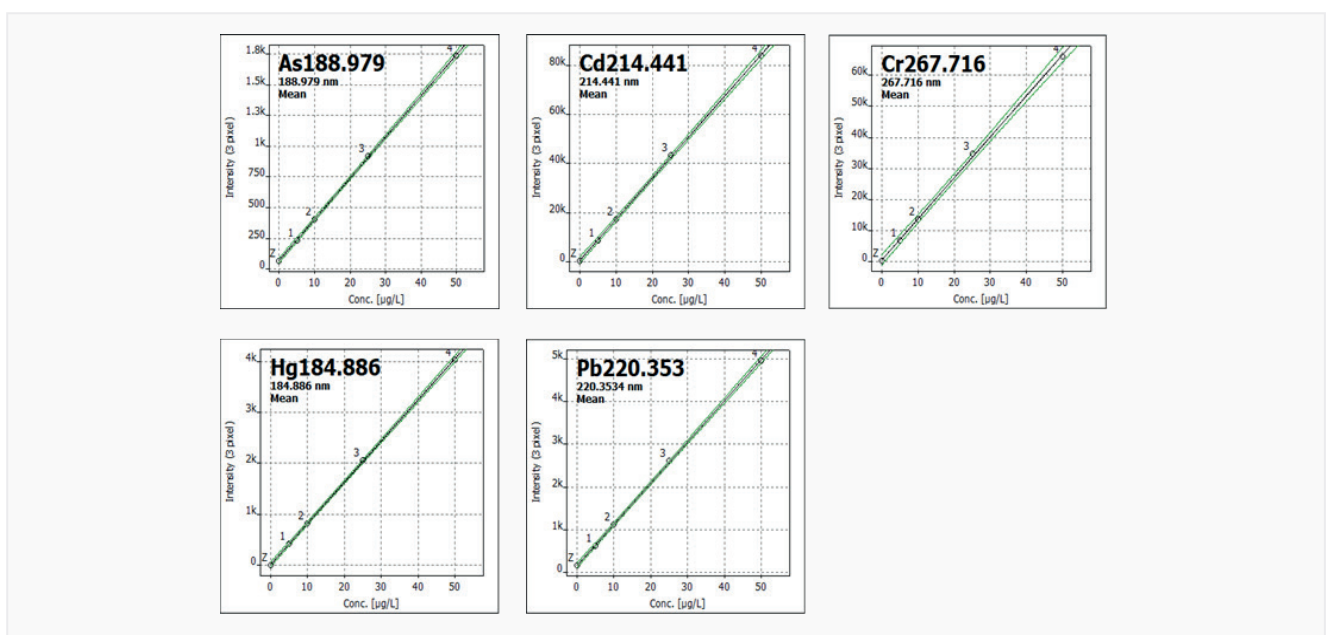 As188.979
188.979 nm
Mean
1.8k
1.5k
1.3k
1k
750
500
250
0
Z
1
2
3
4
0 10 20 30 40 50
Conc. [µg/L]
Intensity (3 pixel)
Cd214.441
214.441 nm
Mean
80k
60k
40k
20k
0
Z
1
2
3
4
0 10 20 30 40 50
Conc. [µg/L]
Intensity (3 pixel)
Cr267.716
267.716 nm
Mean
60k
50k
40k
30k
20k
10k
0
Z
1
2
3
4
0 10 20 30 40 50
Conc. [µg/L]
Intensity (3 pixel)
Hg184.886
184.886 nm
Mean
4k
3k
2k
1k
0
Z
1
2
3
4
0 10 20 30 40 50
Conc. [µg/L]
Intensity (3 pixel)
Pb220.353
220.3534 nm
Mean
5k
4k
3k
2k
1k
0
Z
1
2
3
4
0 10 20 30 40 50
Conc. [µg/L]
Intensity (3 pixel)